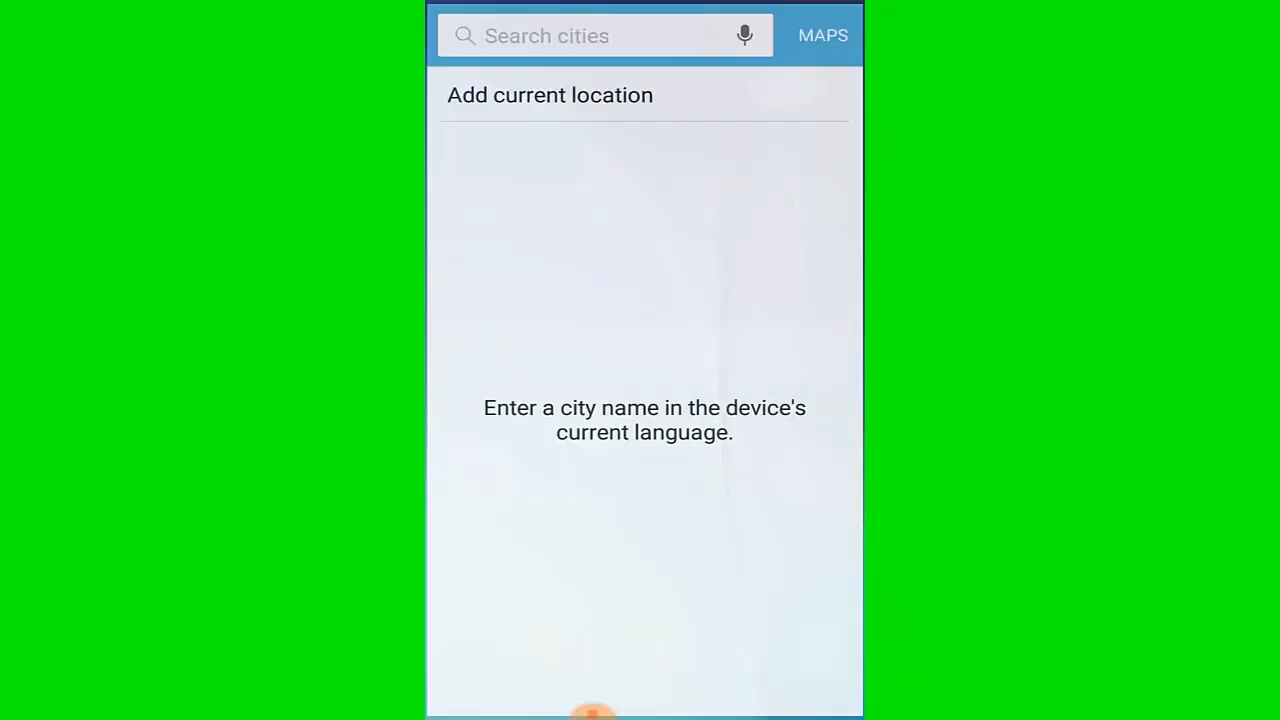 Search cities
MAPS
Add current location
Enter a city name in the device's
current language.